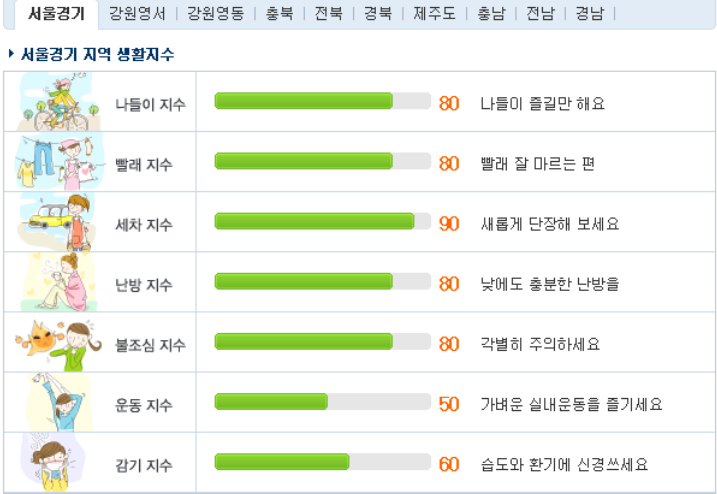 서울경기 강원영서 | 강원영동 | 충북 | 전북 | 경북 | 제주도 | 충남 | 전남 | 경남 |
서울경기 지역 생활지수
나들이 지수 80 나들이 즐길만 해요
빨래 지수 80 빨래 잘 마르는 편
세차 지수 90 새롭게 단장해 보세요
난방 지수 80 낮에도 충분한 난방을
불조심 지수 80 각별히 주의하세요
운동 지수 50 가벼운 실내운동을 즐기세요
감기 지수 60 습도와 환기에 신경쓰세요